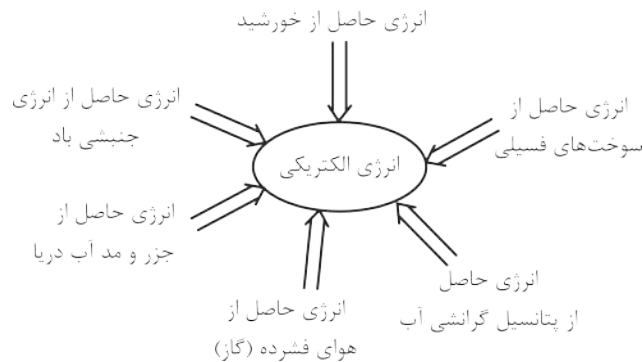 انرژی حاصل از خورشید
انرژی حاصل از
سوخت‌های فسیلی
انرژی حاصل از انرژی
جنبشی باد
انرژی الکتریکی
انرژی حاصل از
جزر و مد آب دریا
انرژی حاصل
از پتانسیل گرانشی آب
انرژی حاصل از
هوای فشرده (گاز)